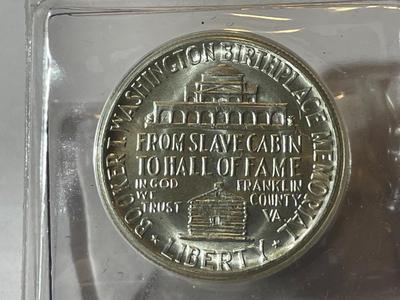 BOOKER T. WASHINGTON BIRTHPLACE MEMORIAL
FROM SLAVE CABIN
TO HALL OF FAME
IN GOD
WE
TRUST
FRANKLIN
COUNTY
VA.
★ LIBERTY ★